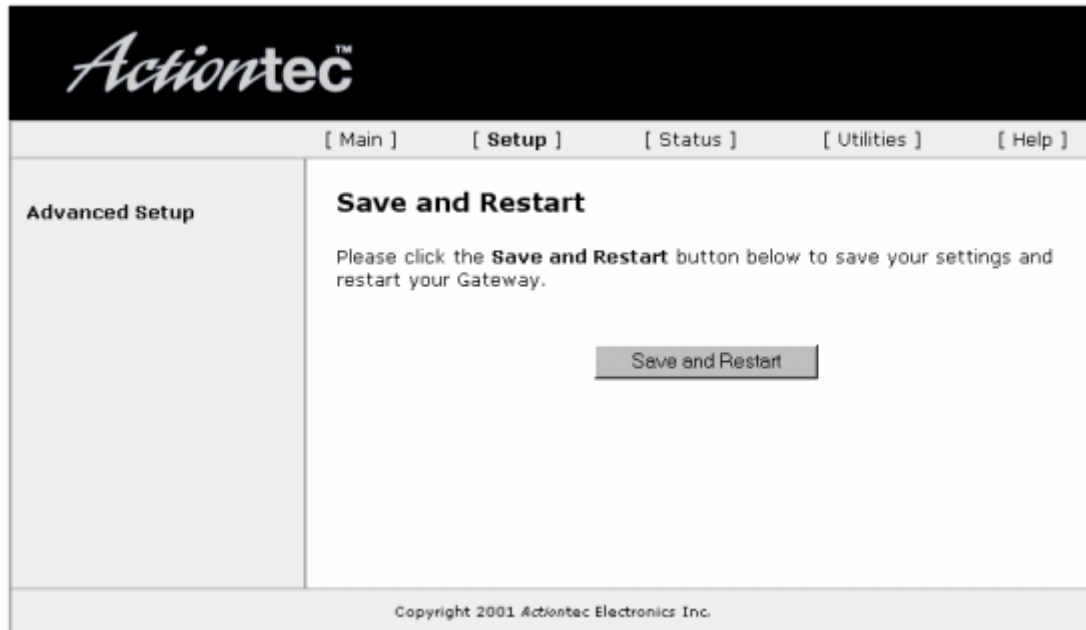 Actiontec™
[ Main ] [ Setup ] [ Status ] [ Utilities ] [ Help ]
Advanced Setup
Save and Restart
Please click the Save and Restart button below to save your settings and
restart your Gateway.
Save and Restart
Copyright 2001 Actiontec Electronics Inc.